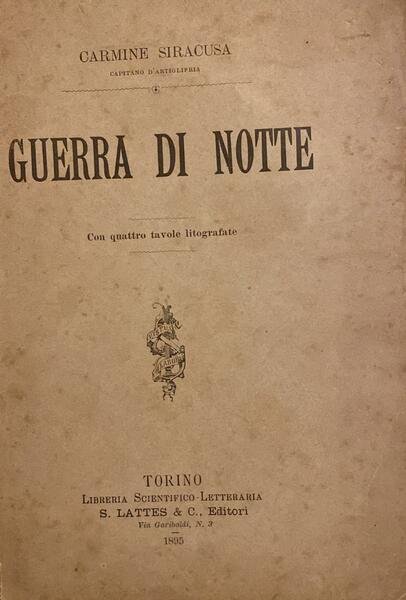 CARMINE SIRACUSA
CAPITANO D'ARTIGLIERIA
GUERRA DI NOTTE
Con quattro tavole litografate
LABOR
TORINO
LIBRERIA SCIENTIFICO-LETTERARIA
S. LATTES & C., Editori
Via Garibaldi, N. 3
1895